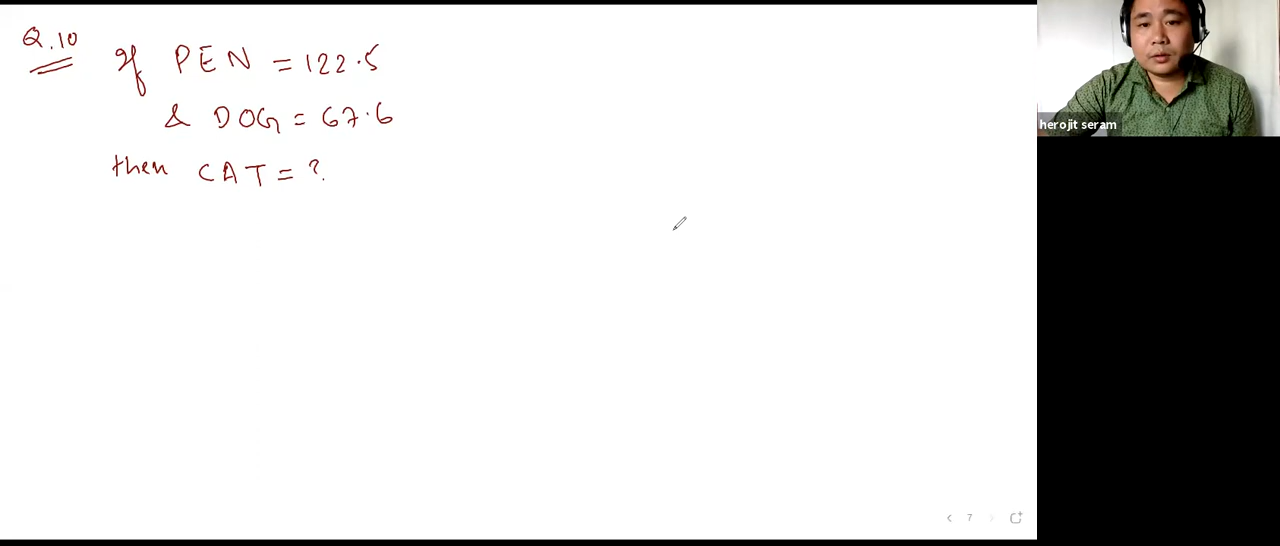 Q.10
If PEN = 122.5
& DOG = 67.6
then CAT = ?
herojit seram
7